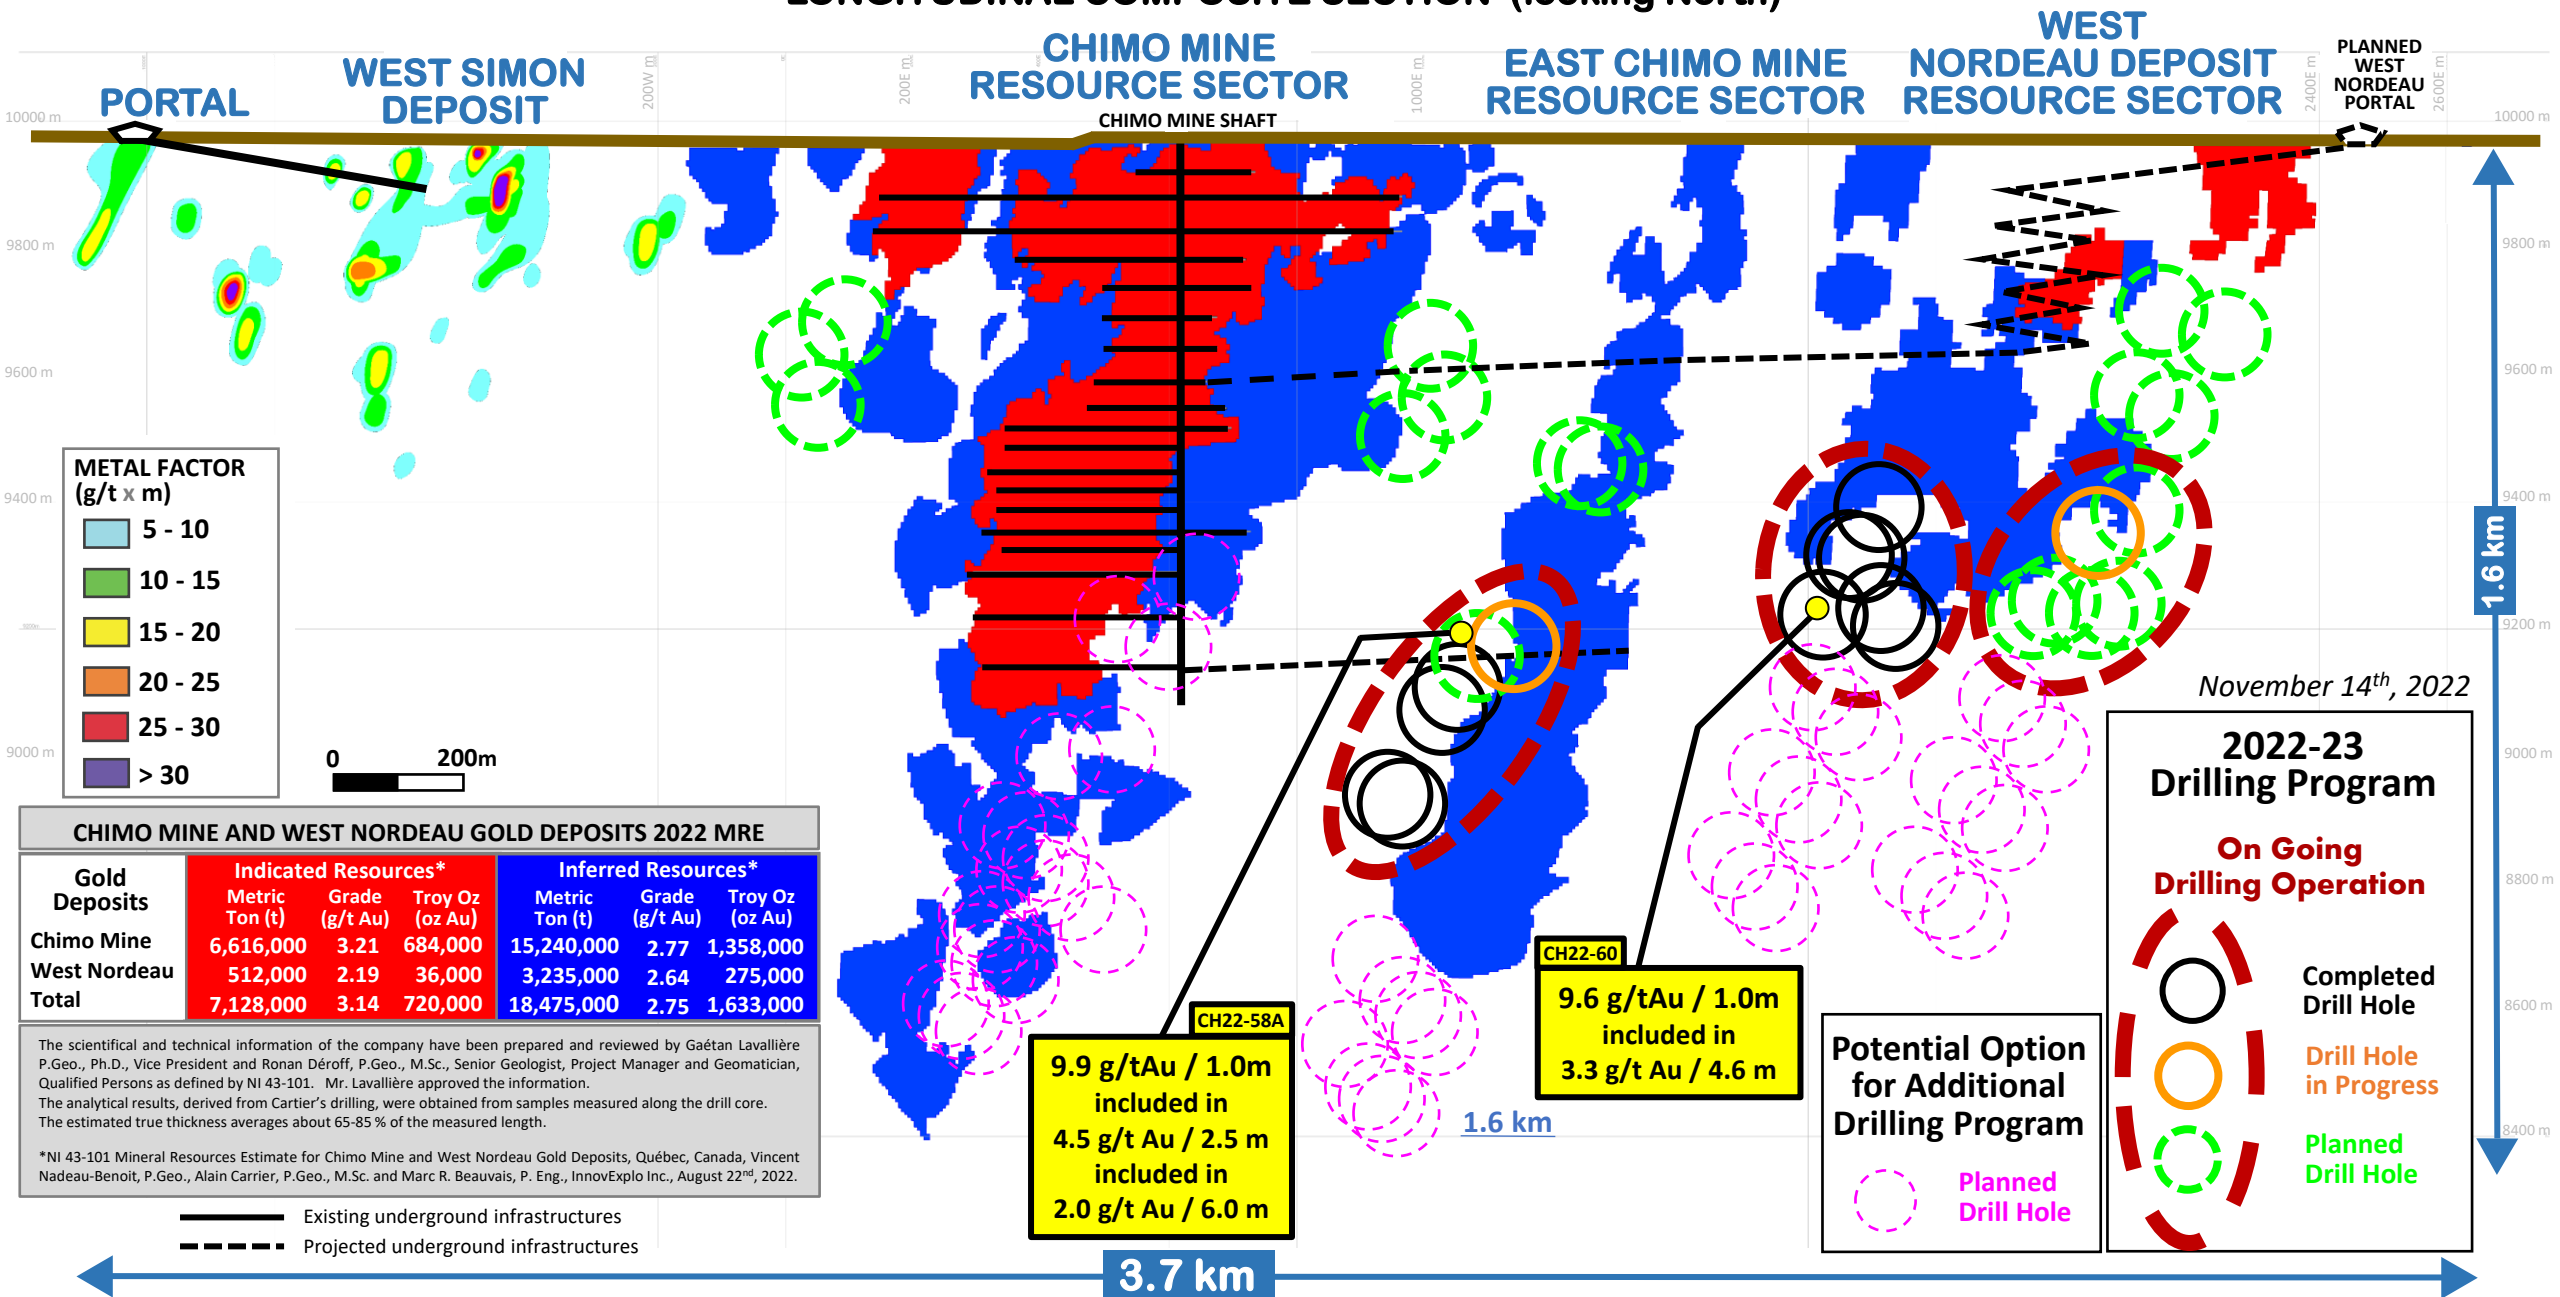 LONGITUDINAL COMPOSITE SECTION (looking North)
PORTAL
WEST SIMON
DEPOSIT
CHIMO MINE
RESOURCE SECTOR
CHIMO MINE SHAFT
EAST CHIMO MINE
RESOURCE SECTOR
WEST
NORDEAU DEPOSIT
RESOURCE SECTOR
PLANNED
WEST
NORDEAU
PORTAL
200W m
200E m
1000E m
2400E m
2600E m
10000 m
9800 m
9600 m
9400 m
9000 m
10000 m
9800 m
9600 m
9400 m
9200 m
9000 m
8800 m
8600 m
8400 m
1.6 km
METAL FACTOR
(g/t x m)
5 - 10
10 - 15
15 - 20
20 - 25
25 - 30
> 30
0 200m
CHIMO MINE AND WEST NORDEAU GOLD DEPOSITS 2022 MRE
Gold
Deposits
Indicated Resources* Inferred Resources*
Metric Grade Troy Oz Metric Grade Troy Oz
Ton (t) (g/t Au) (oz Au) Ton (t) (g/t Au) (oz Au)
Chimo Mine 6,616,000 3.21 684,000 15,240,000 2.77 1,358,000
West Nordeau 512,000 2.19 36,000 3,235,000 2.64 275,000
Total 7,128,000 3.14 720,000 18,475,000 2.75 1,633,000
The scientifical and technical information of the company have been prepared and reviewed by Gaétan Lavallière
P.Geo., Ph.D., Vice President and Ronan Déroff, P.Geo., M.Sc., Senior Geologist, Project Manager and Geomatician,
Qualified Persons as defined by NI 43-101. Mr. Lavallière approved the information.
The analytical results, derived from Cartier's drilling, were obtained from samples measured along the drill core.
The estimated true thickness averages about 65-85 % of the measured length.
*NI 43-101 Mineral Resources Estimate for Chimo Mine and West Nordeau Gold Deposits, Québec, Canada, Vincent
Nadeau-Benoit, P.Geo., Alain Carrier, P.Geo., M.Sc. and Marc R. Beauvais, P. Eng., InnovExplo Inc., August 22nd, 2022.
Existing underground infrastructures
Projected underground infrastructures
CH22-58A
9.9 g/tAu / 1.0m
included in
4.5 g/t Au / 2.5 m
included in
2.0 g/t Au / 6.0 m
CH22-60
9.6 g/tAu / 1.0m
included in
3.3 g/t Au / 4.6 m
1.6 km
Potential Option
for Additional
Drilling Program
Planned
Drill Hole
November 14th, 2022
2022-23
Drilling Program
On Going
Drilling Operation
Completed
Drill Hole
Drill Hole
in Progress
Planned
Drill Hole
3.7 km